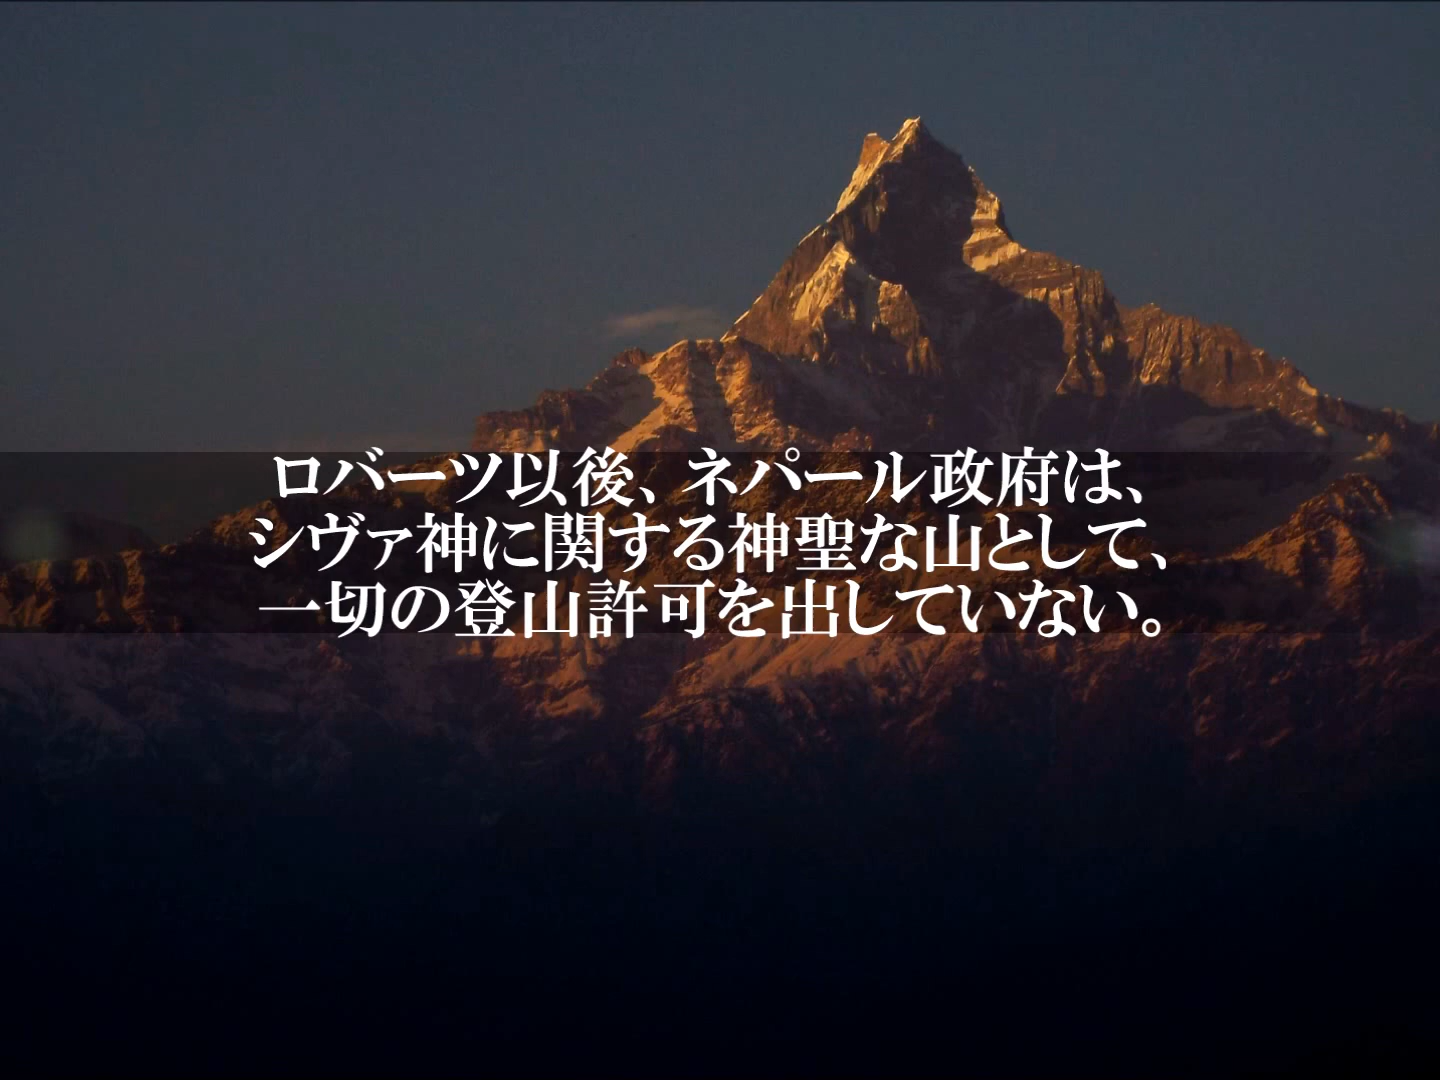 ロバーツ以後、ネパール政府は、
シヴァ神に関する神聖な山として、
一切の登山許可を出していない。